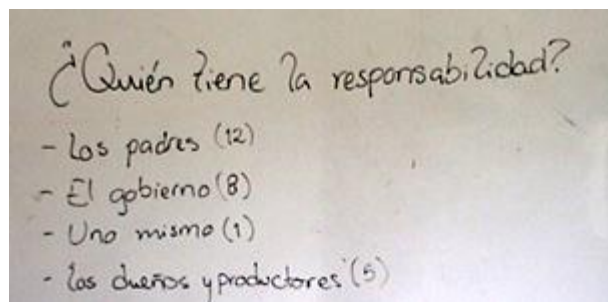 ¿Quién tiene la responsabilidad?
- Los padres (12)
- El gobierno (8)
- Uno mismo (1)
- Los dueños y productores (5)